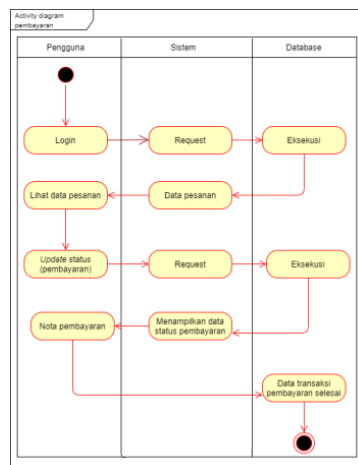 Activity diagram
pembayaran
Pengguna
Sistem
Database
Login
Request
Eksekusi
Lihat data pesanan
Data pesanan
Update status
(pembayaran)
Request
Eksekusi
Nota pembayaran
Menampilkan data
status pembayaran
Data transaksi
pembayaran selesai